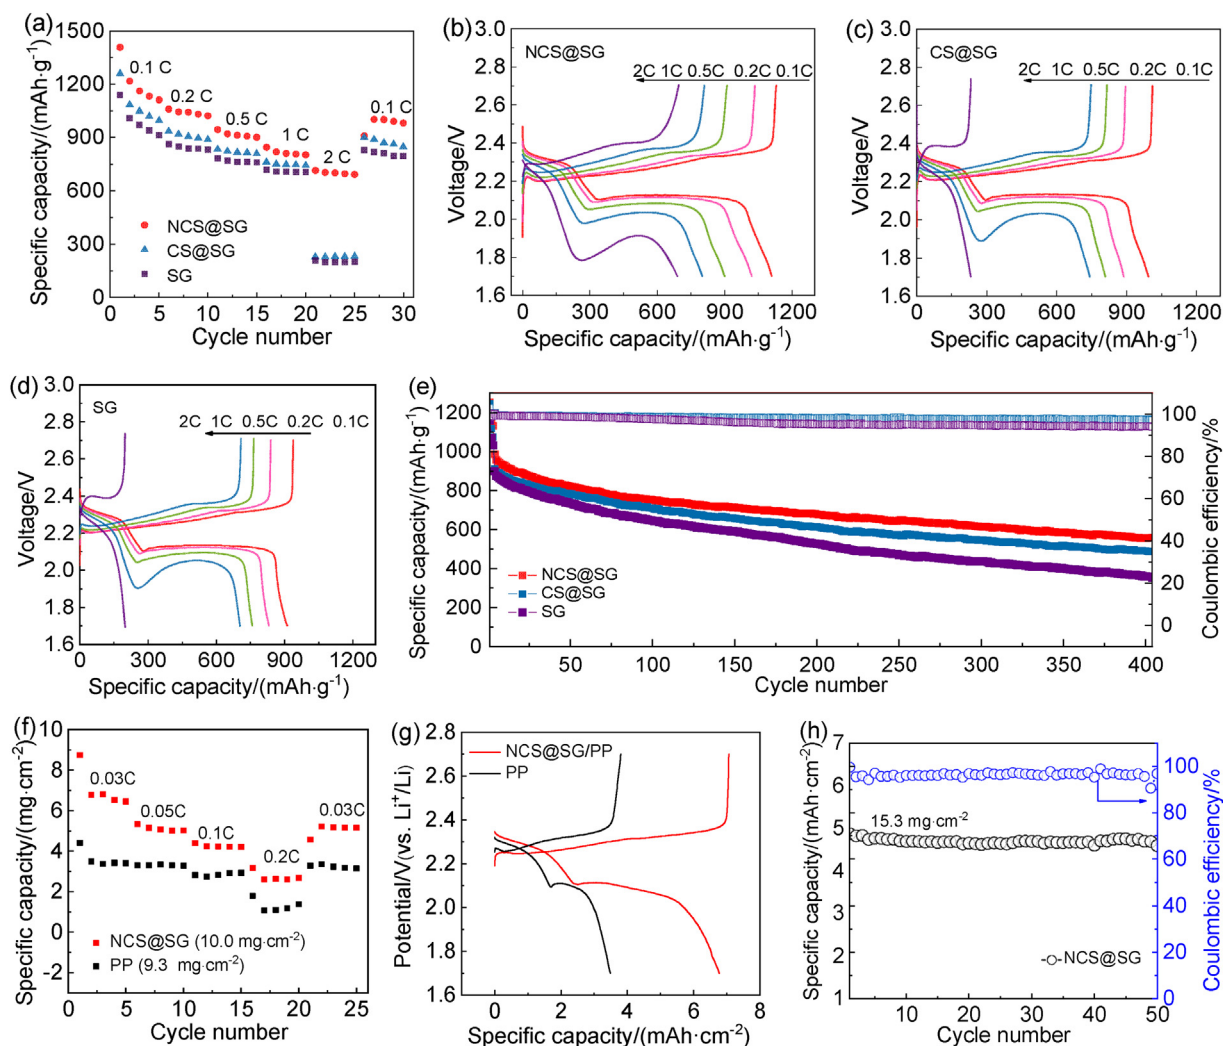 (a)
1500
1200
900
600
300
0
Specific capacity/(mAh·g-1)
0.1 C
0.2 C
0.5 C
1 C
2 C
0.1 C
NCS@SG
CS@SG
SG
0 5 10 15 20 25 30
Cycle number
(b)
3.0
2.8
2.6
2.4
2.2
2.0
1.8
1.6
Voltage/V
NCS@SG
2C 1C 0.5C 0.2C 0.1C
0 300 600 900 1200
Specific capacity/(mAh·g-1)
(c)
3.0
2.8
2.6
2.4
2.2
2.0
1.8
1.6
Voltage/V
CS@SG
2C 1C 0.5C 0.2C 0.1C
0 300 600 900 1200
Specific capacity/(mAh·g-1)
(d)
3.0
2.8
2.6
2.4
2.2
2.0
1.8
1.6
Voltage/V
SG
2C 1C 0.5C 0.2C 0.1C
0 300 600 900 1200
Specific capacity/(mAh·g-1)
(e)
1200
1000
800
600
400
200
0
Specific capacity/(mAh·g-1)
NCS@SG
CS@SG
SG
50 100 150 200 250 300 350 400
Cycle number
100
80
60
40
20
0
Coulombic efficiency/%
(f)
10
8
6
4
2
0
-2
Specific capacity/(mg·cm-2)
0.03C
0.05C
0.1C
0.2C
0.03C
NCS@SG (10.0 mg·cm-2)
PP (9.3 mg·cm-2)
0 5 10 15 20 25
Cycle number
(g)
2.8
2.6
2.4
2.2
2.0
1.8
1.6
Potential/V(vs. Li+/Li)
NCS@SG/PP
PP
0 2 4 6 8
Specific capacity/(mAh·cm-2)
(h)
7
6
5
4
3
2
1
Specific capacity/(mAh·cm-2)
15.3 mg·cm-2
NCS@SG
10 20 30 40 50
Cycle number
100
80
60
40
20
0
Coulombic efficiency/%